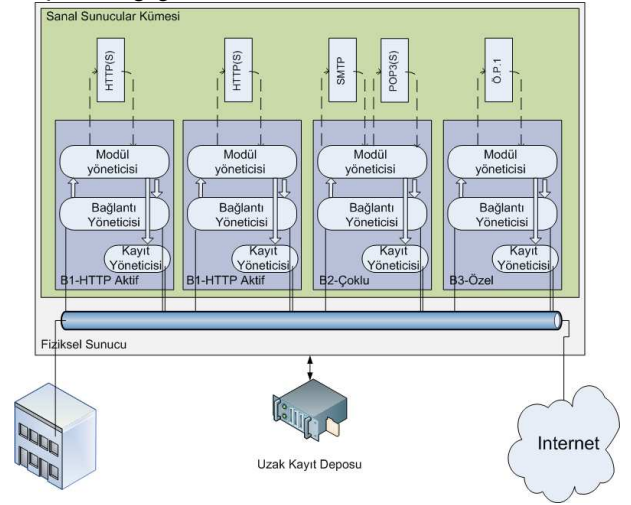 Sanal Sunucular Kümesi
HTTP(S)
HTTP(S)
SMTP
POP3(S)
Ö.P.1
Modül
yöneticisi
Modül
yöneticisi
Modül
yöneticisi
Modül
yöneticisi
Bağlantı
Yöneticisi
Bağlantı
Yöneticisi
Bağlantı
Yöneticisi
Bağlantı
Yöneticisi
Kayıt
Yöneticisi
Kayıt
Yöneticisi
Kayıt
Yöneticisi
Kayıt
Yöneticisi
B1-HTTP Aktif
B1-HTTP Aktif
B2-Çoklu
B3-Özel
Fiziksel Sunucu
Uzak Kayıt Deposu
Internet